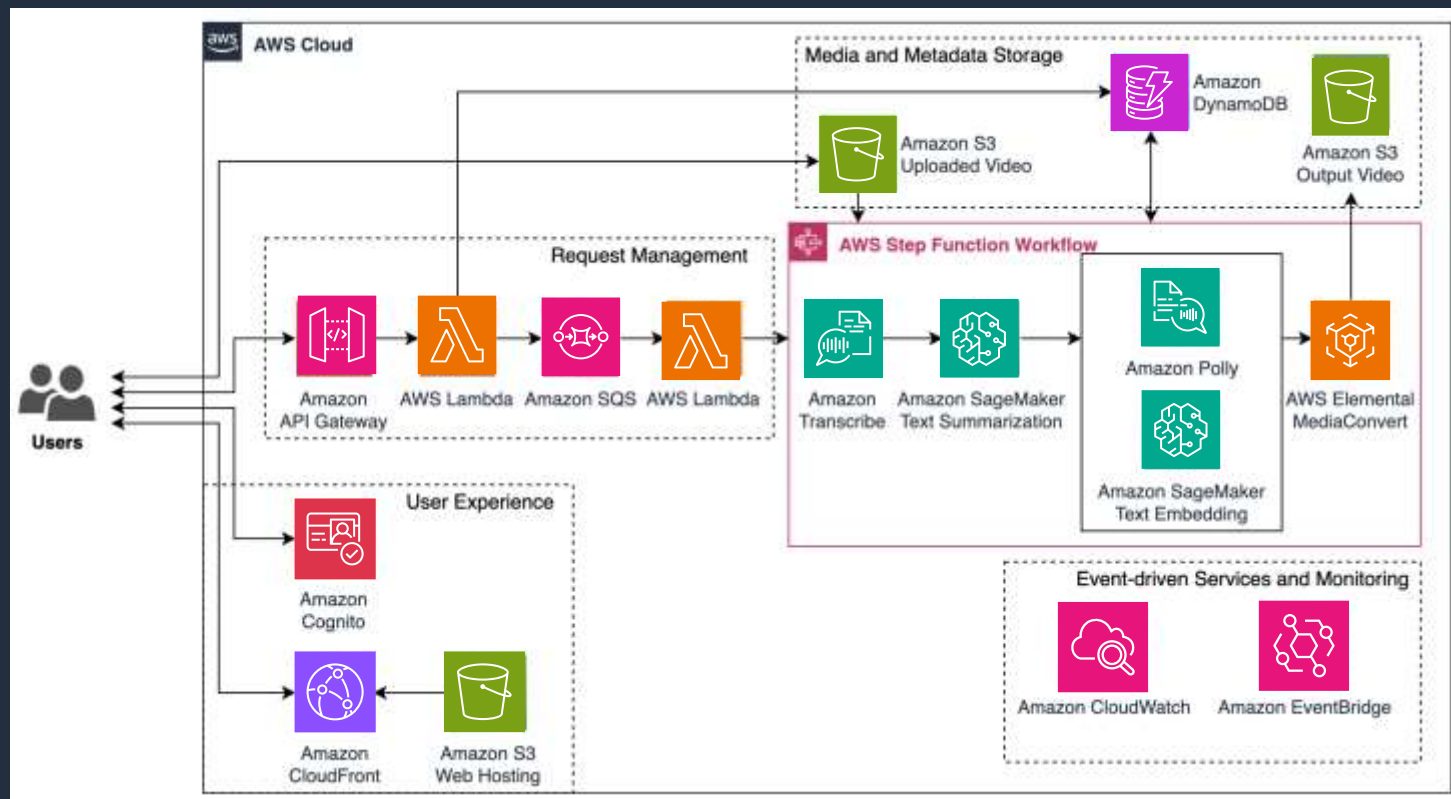 aws
AWS Cloud
Media and Metadata Storage
Amazon
DynamoDB
Amazon S3
Uploaded Video
Amazon S3
Output Video
Request Management
AWS Step Function Workflow
Amazon
API Gateway
AWS Lambda
Amazon SQS
AWS Lambda
Amazon
Transcribe
Amazon SageMaker
Text Summarization
Amazon Polly
Amazon SageMaker
Text Embedding
AWS Elemental
MediaConvert
Users
User Experience
Amazon
Cognito
Amazon
CloudFront
Amazon S3
Web Hosting
Event-driven Services and Monitoring
Amazon CloudWatch
Amazon EventBridge